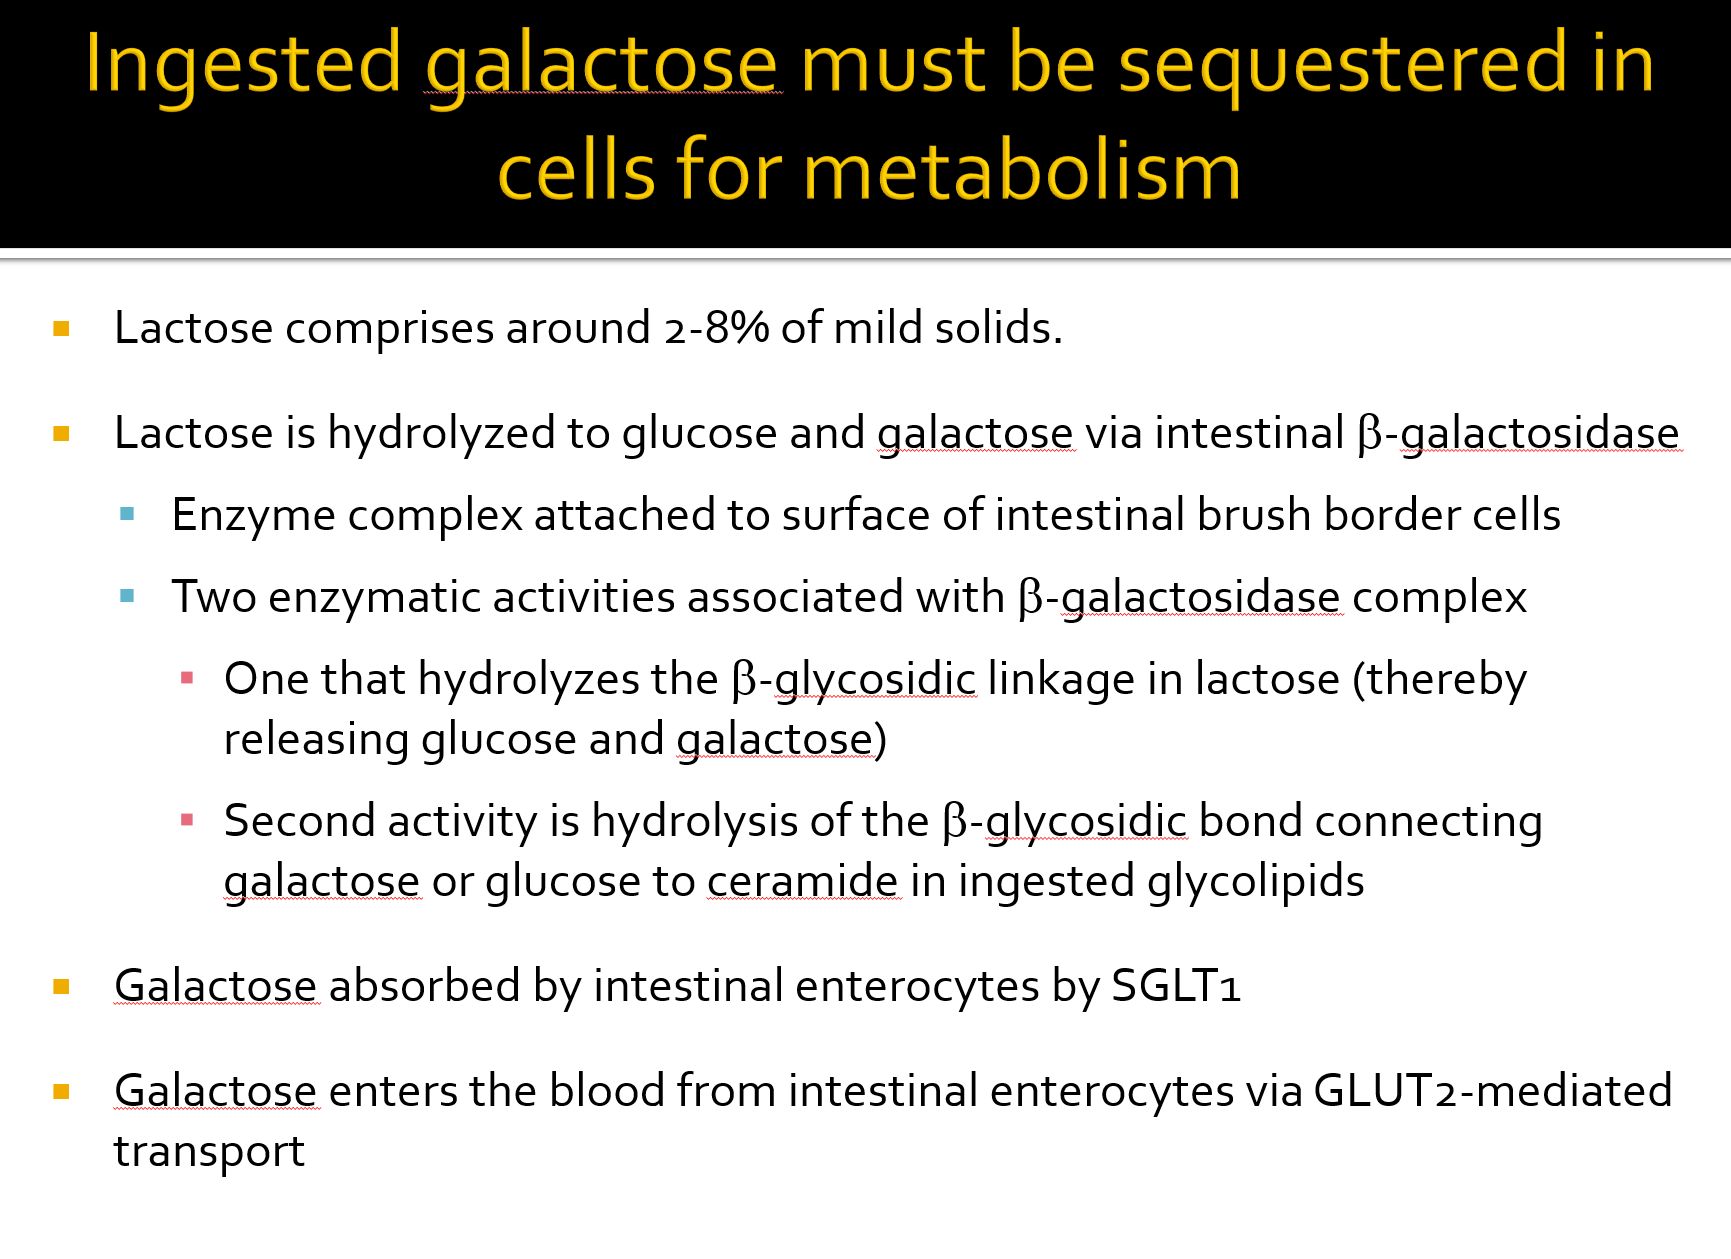 Ingested galactose must be sequestered in
cells for metabolism
Lactose comprises around 2-8% of mild solids.
Lactose is hydrolyzed to glucose and galactose via intestinal β-galactosidase
Enzyme complex attached to surface of intestinal brush border cells
Two enzymatic activities associated with β-galactosidase complex
One that hydrolyzes the β-glycosidic linkage in lactose (thereby
releasing glucose and galactose)
Second activity is hydrolysis of the β-glycosidic bond connecting
galactose or glucose to ceramide in ingested glycolipids
Galactose absorbed by intestinal enterocytes by SGLT1
Galactose enters the blood from intestinal enterocytes via GLUT2-mediated
transport